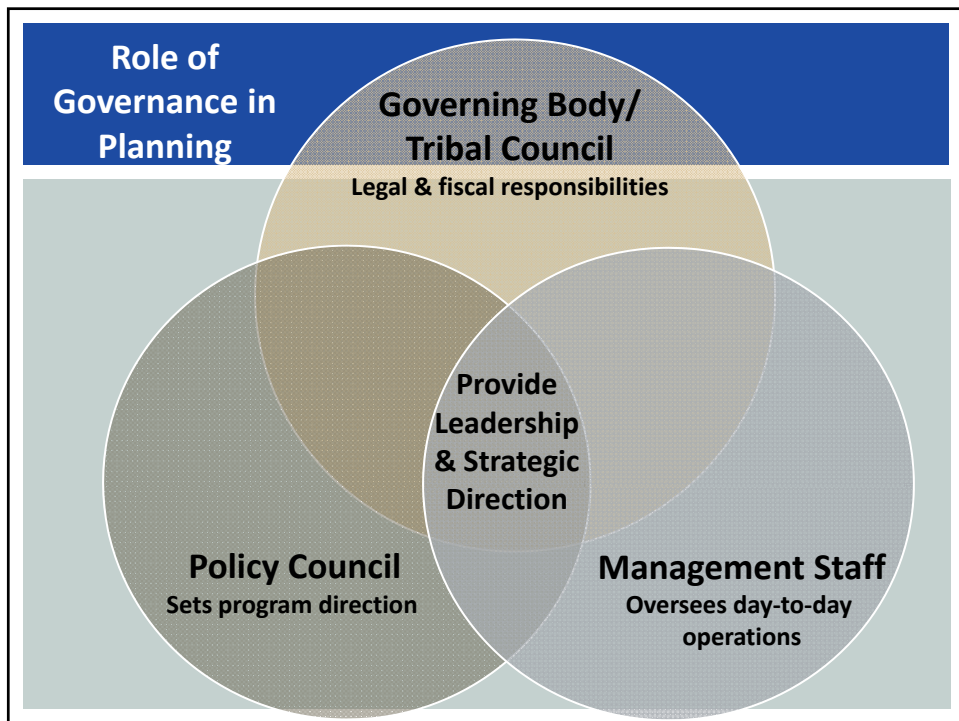 Role of
Governance in
Planning
Governing Body/
Tribal Council
Legal & fiscal responsibilities
Provide
Leadership
& Strategic
Direction
Policy Council
Sets program direction
Management Staff
Oversees day-to-day
operations